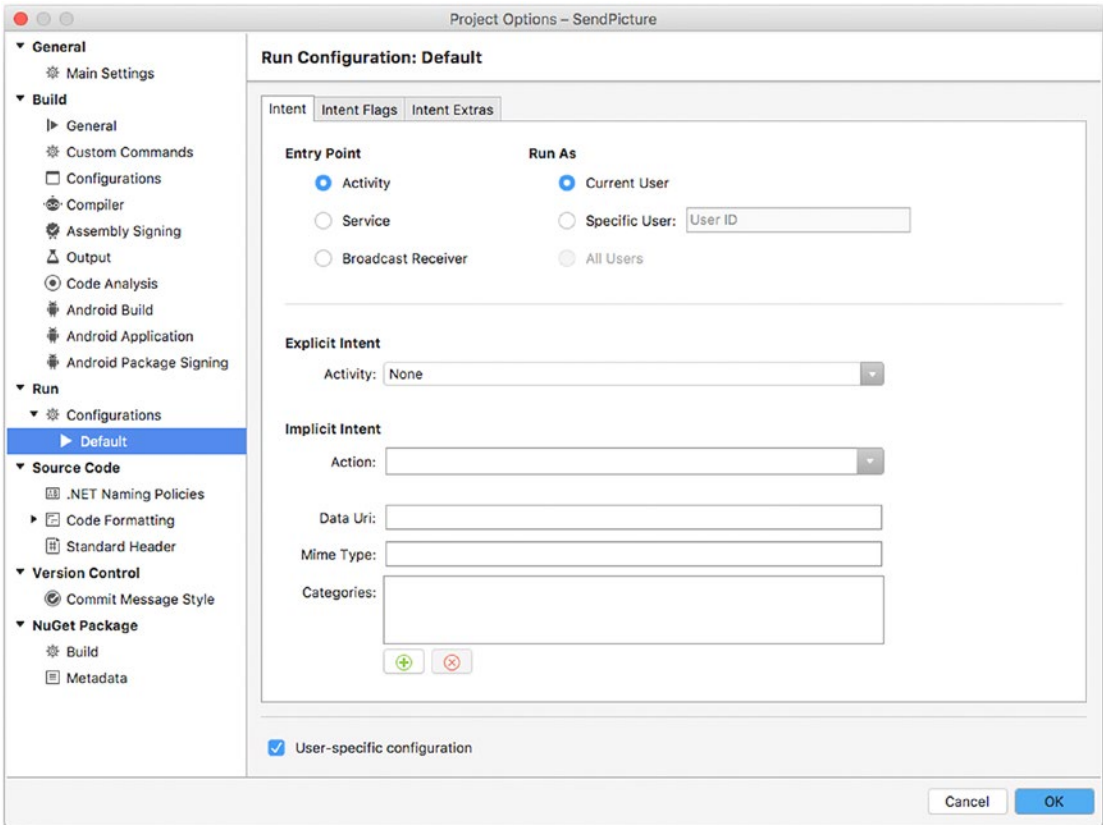 Project Options – SendPicture
General
Main Settings
Build
General
Custom Commands
Configurations
Compiler
Assembly Signing
Output
Code Analysis
Android Build
Android Application
Android Package Signing
Run
Configurations
Default
Source Code
.NET Naming Policies
Code Formatting
Standard Header
Version Control
Commit Message Style
NuGet Package
Build
Metadata
Run Configuration: Default
Intent Intent Flags Intent Extras
Entry Point Run As
Activity Current User
Service Specific User: User ID
Broadcast Receiver All Users
Explicit Intent
Activity: None
Implicit Intent
Action:
Data Uri:
Mime Type:
Categories:
User-specific configuration
Cancel OK